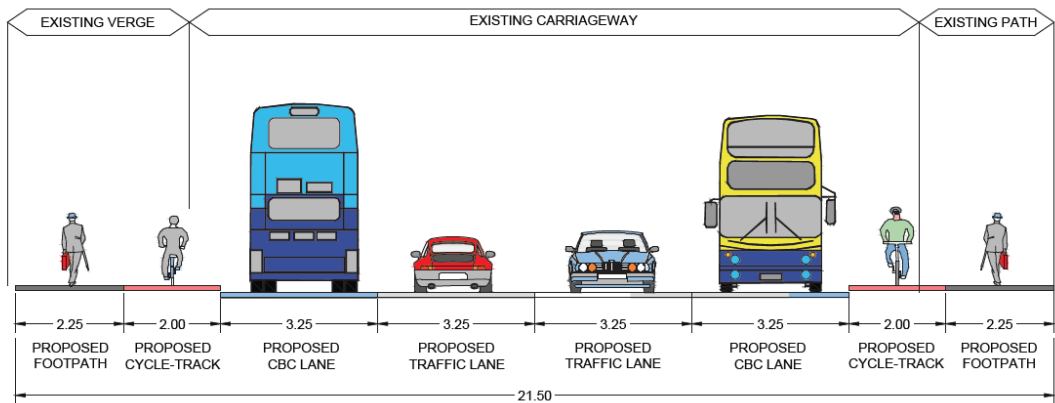 EXISTING VERGE
EXISTING CARRIAGEWAY
EXISTING PATH
2.25
2.00
3.25
3.25
3.25
3.25
2.00
2.25
PROPOSED
FOOTPATH
PROPOSED
CYCLE-TRACK
PROPOSED
CBC LANE
PROPOSED
TRAFFIC LANE
PROPOSED
TRAFFIC LANE
PROPOSED
CBC LANE
PROPOSED
CYCLE-TRACK
PROPOSED
FOOTPATH
21.50